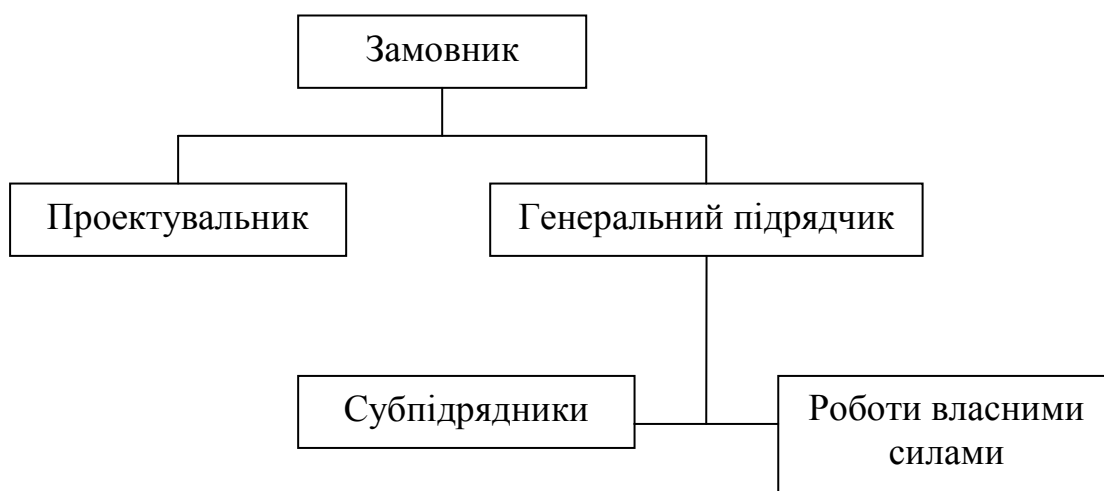 Замовник
Проектувальник
Генеральний підрядчик
Субпідрядники
Роботи власними
силами